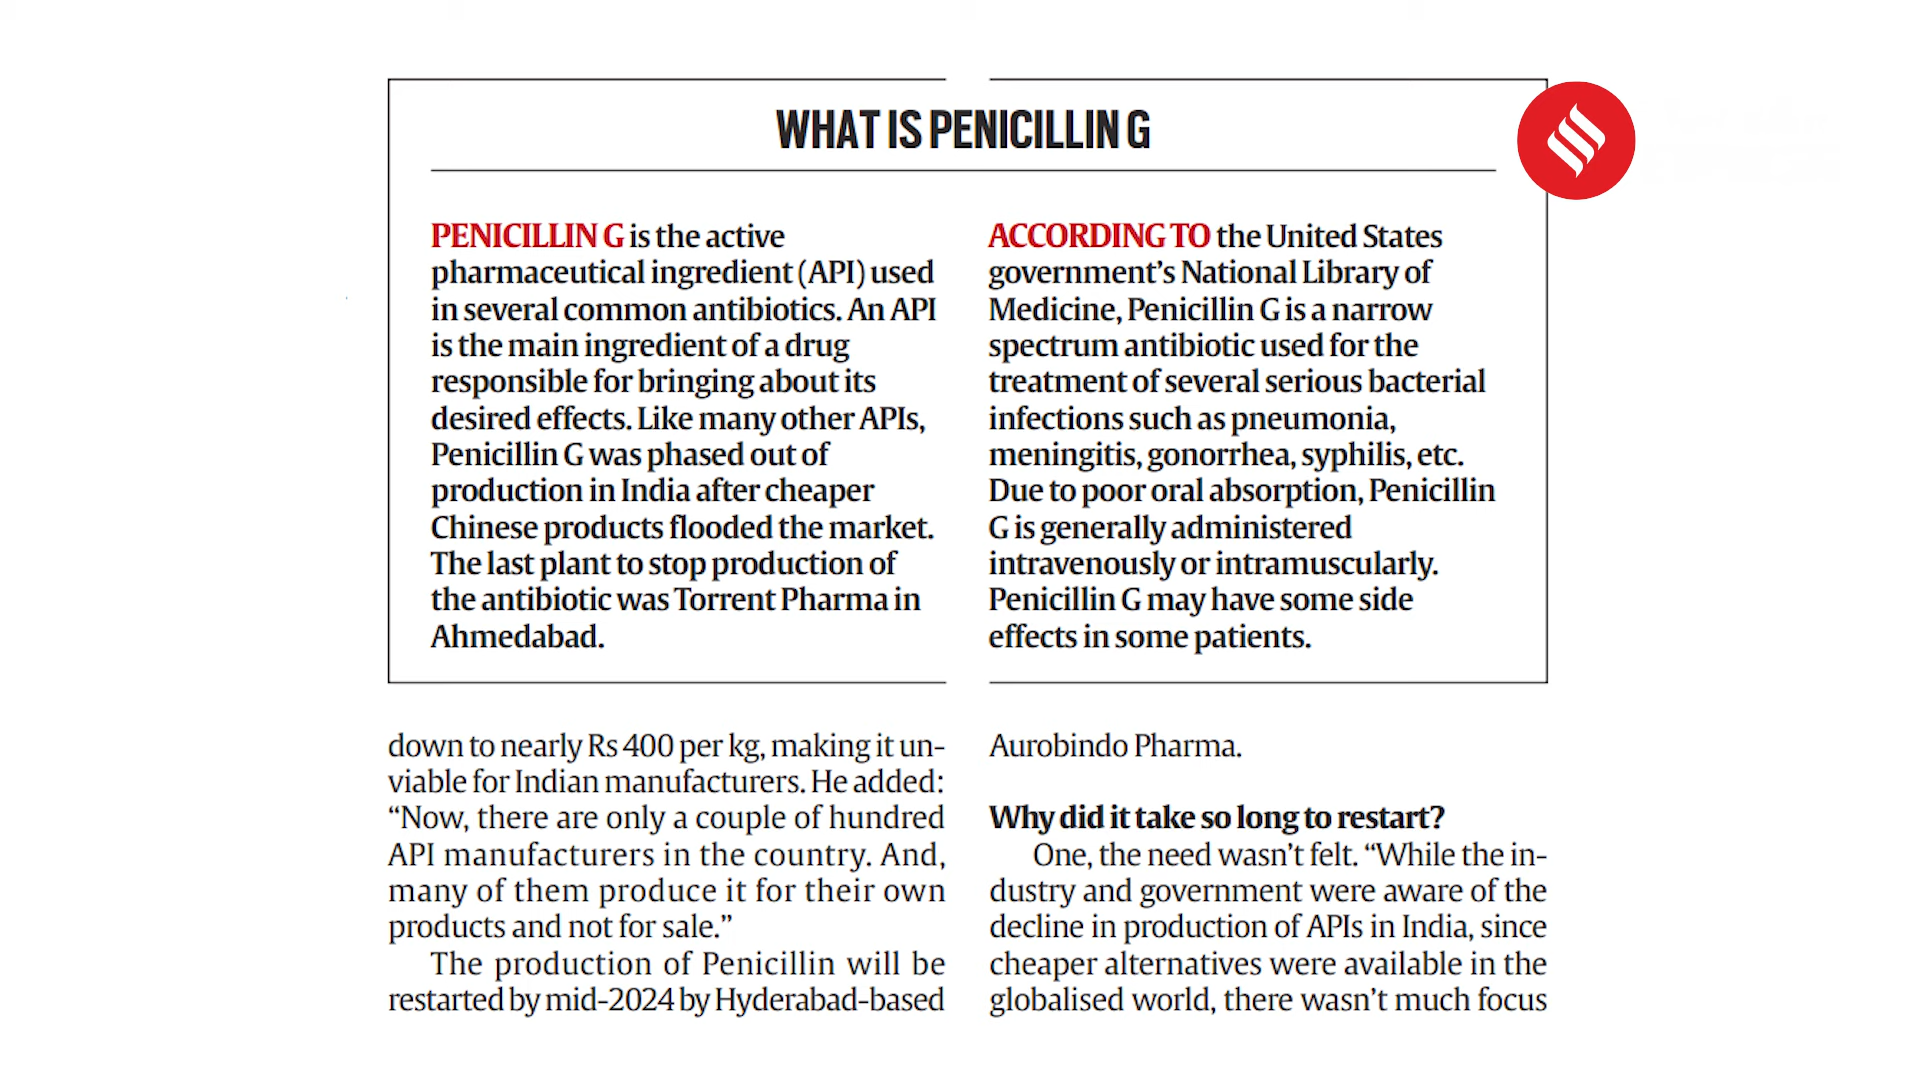 WHAT IS PENICILLIN G
PENICILLIN G is the active
pharmaceutical ingredient (API) used
in several common antibiotics. An API
is the main ingredient of a drug
responsible for bringing about its
desired effects. Like many other APIs,
Penicillin G was phased out of
production in India after cheaper
Chinese products flooded the market.
The last plant to stop production of
the antibiotic was Torrent Pharma in
Ahmedabad.
ACCORDING TO the United States
government’s National Library of
Medicine, Penicillin G is a narrow
spectrum antibiotic used for the
treatment of several serious bacterial
infections such as pneumonia,
meningitis, gonorrhea, syphilis, etc.
Due to poor oral absorption, Penicillin
G is generally administered
intravenously or intramuscularly.
Penicillin G may have some side
effects in some patients.
down to nearly Rs 400 per kg, making it un-
viable for Indian manufacturers. He added:
“Now, there are only a couple of hundred
API manufacturers in the country. And,
many of them produce it for their own
products and not for sale.”
The production of Penicillin will be
restarted by mid-2024 by Hyderabad-based
Aurobindo Pharma.
Why did it take so long to restart?
One, the need wasn’t felt. “While the in-
dustry and government were aware of the
decline in production of APIs in India, since
cheaper alternatives were available in the
globalised world, there wasn’t much focus